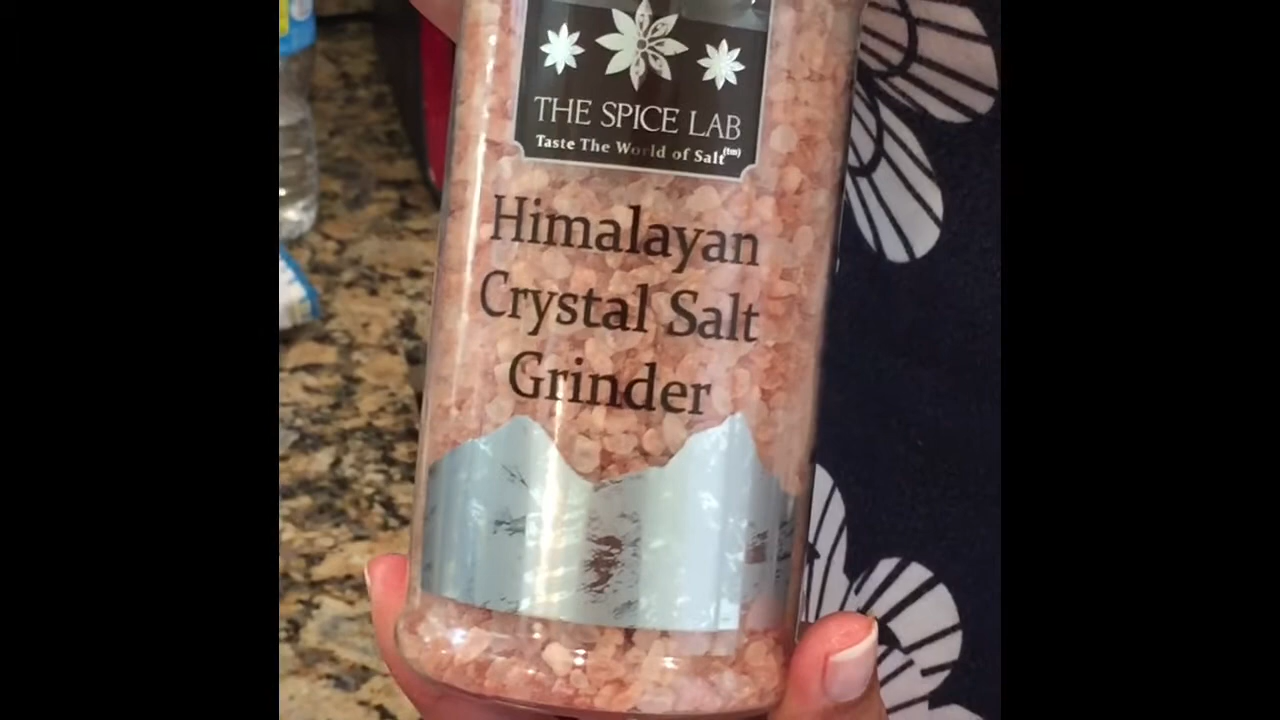 THE SPICE LAB
Taste The World of Salt(tm)
Himalayan
Crystal Salt
Grinder